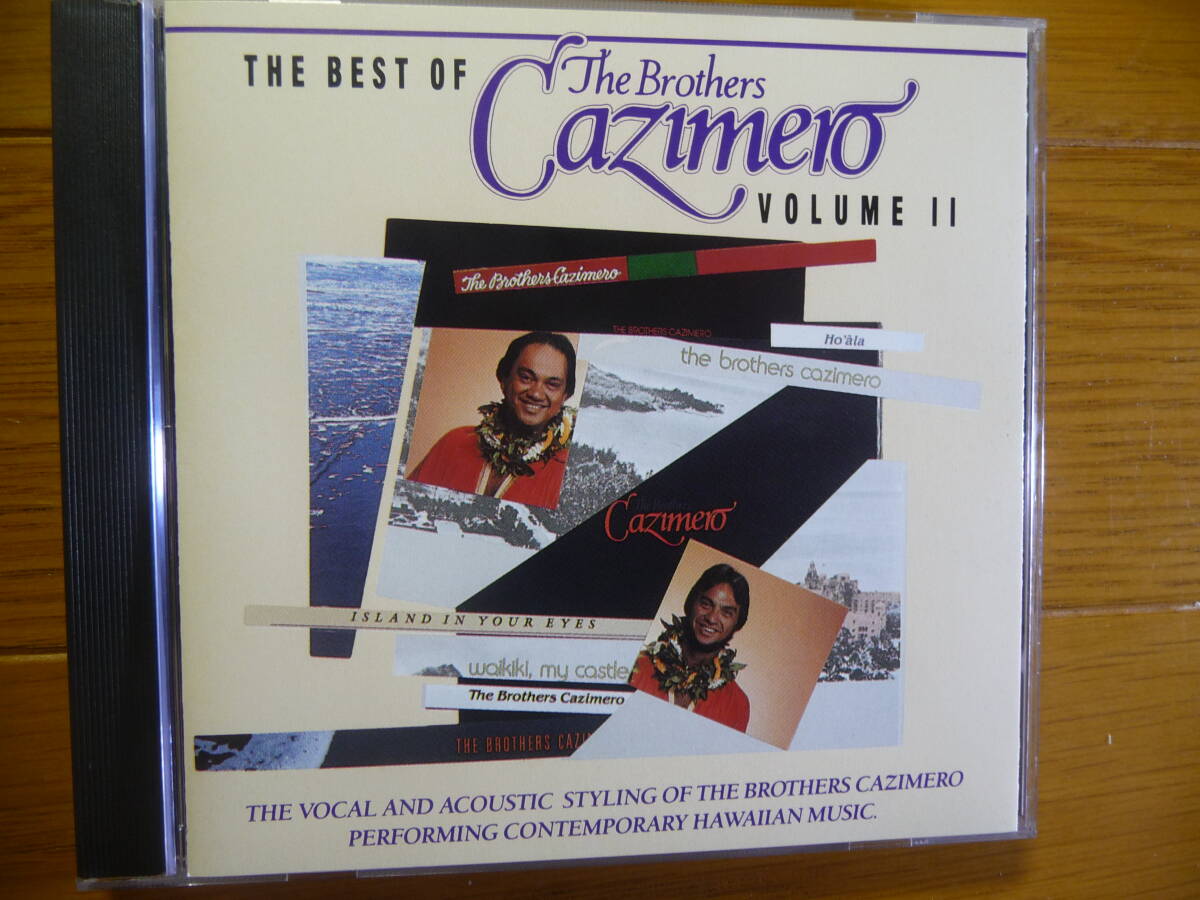 THE BEST OF
The Brothers
Cazimero
VOLUME II
The Brothers Cazimero
THE BROTHERS CAZIMERO
Ho'āla
the brothers cazimero
Cazimero
ISLAND IN YOUR EYES
waikiki, my castle
The Brothers Cazimero
THE BROTHERS CAZI
THE VOCAL AND ACOUSTIC STYLING OF THE BROTHERS CAZIMERO
PERFORMING CONTEMPORARY HAWAIIAN MUSIC.